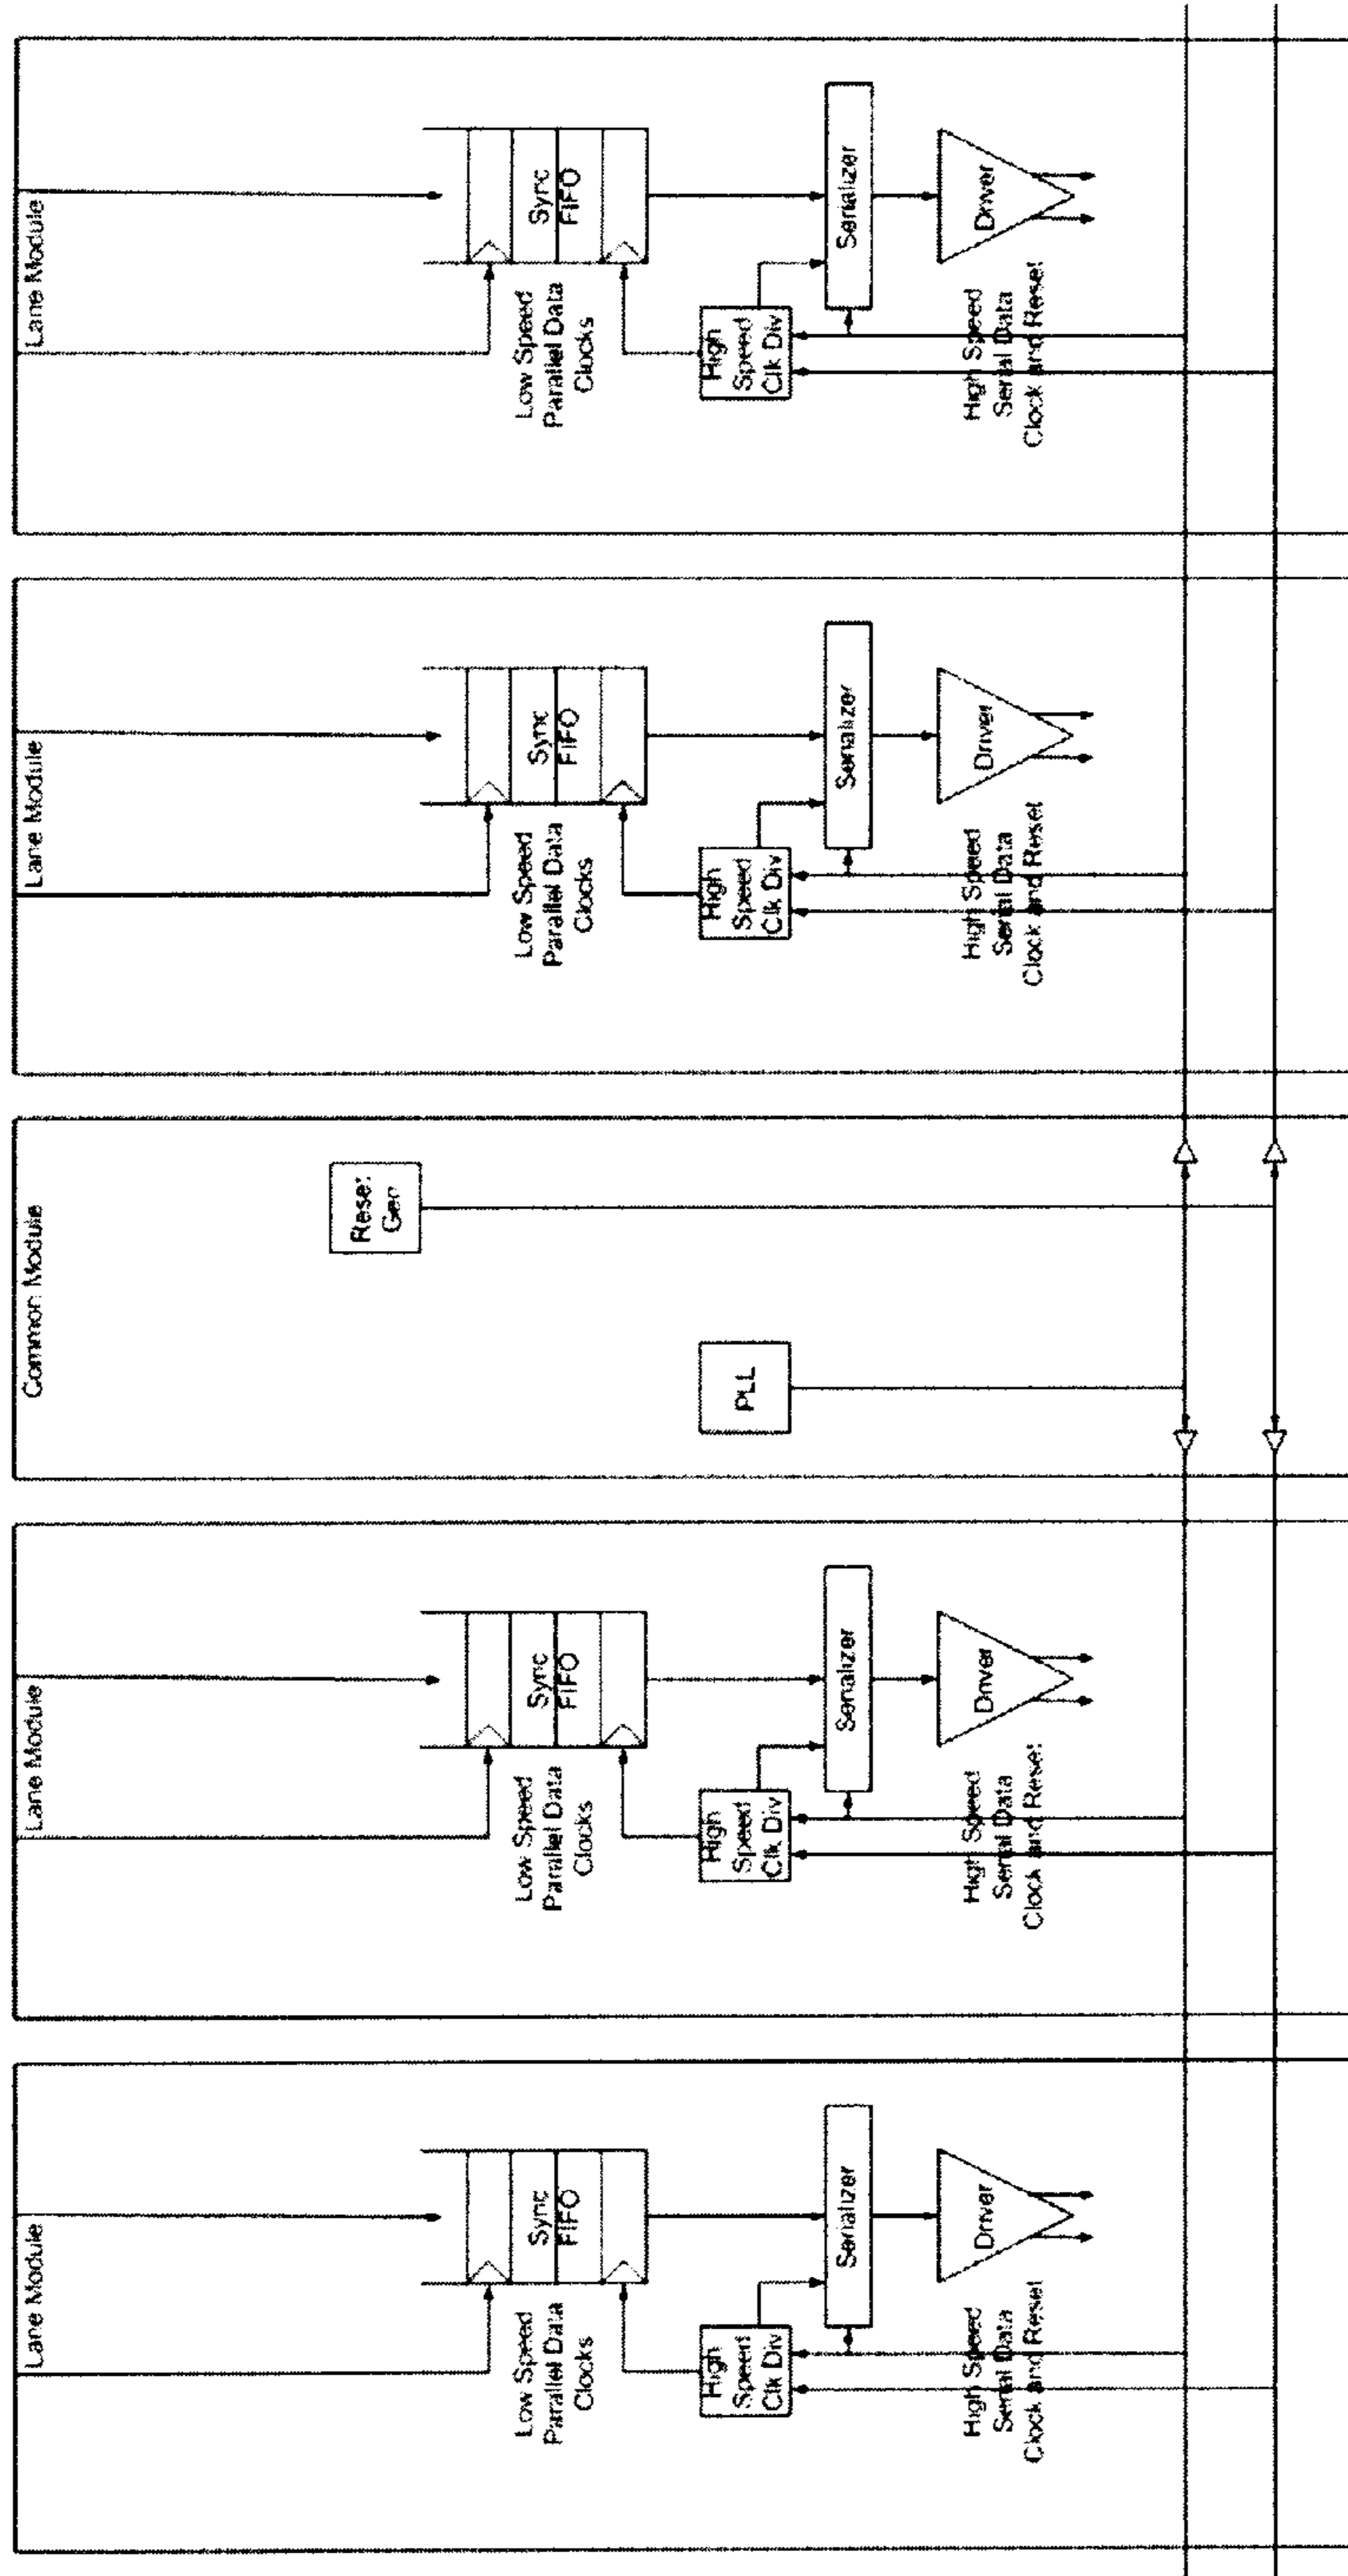 Lane Module
Sync
FIFO
Low Speed
Parallel Data
Clocks
High
Speed
Clk Div
Serializer
Driver
High Speed
Serial Data
Clock and Reset
Lane Module
Sync
FIFO
Low Speed
Parallel Data
Clocks
High
Speed
Clk Div
Serializer
Driver
High Speed
Serial Data
Clock and Reset
Common Module
PLL
Reset
Gen
Lane Module
Sync
FIFO
Low Speed
Parallel Data
Clocks
High
Speed
Clk Div
Serializer
Driver
High Speed
Serial Data
Clock and Reset
Lane Module
Sync
FIFO
Low Speed
Parallel Data
Clocks
High
Speed
Clk Div
Serializer
Driver
High Speed
Serial Data
Clock and Reset